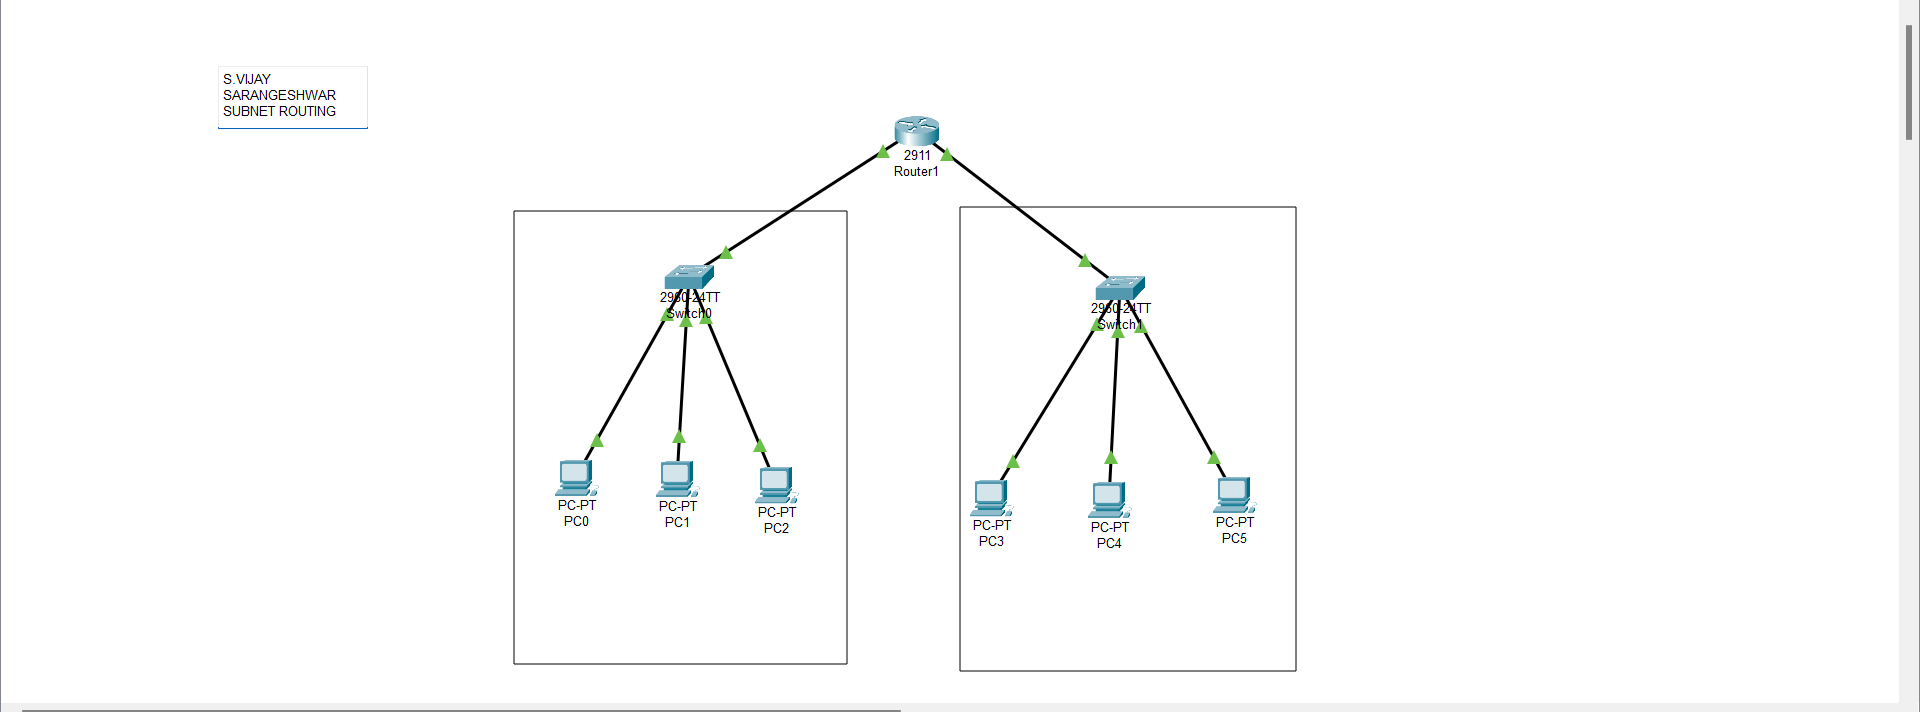 S.VIJAY
SARANGESHWAR
SUBNET ROUTING
2911
Router1
2960-24TT
Switch0
2960-24TT
Switch1
PC-PT
PC0
PC-PT
PC1
PC-PT
PC2
PC-PT
PC3
PC-PT
PC4
PC-PT
PC5